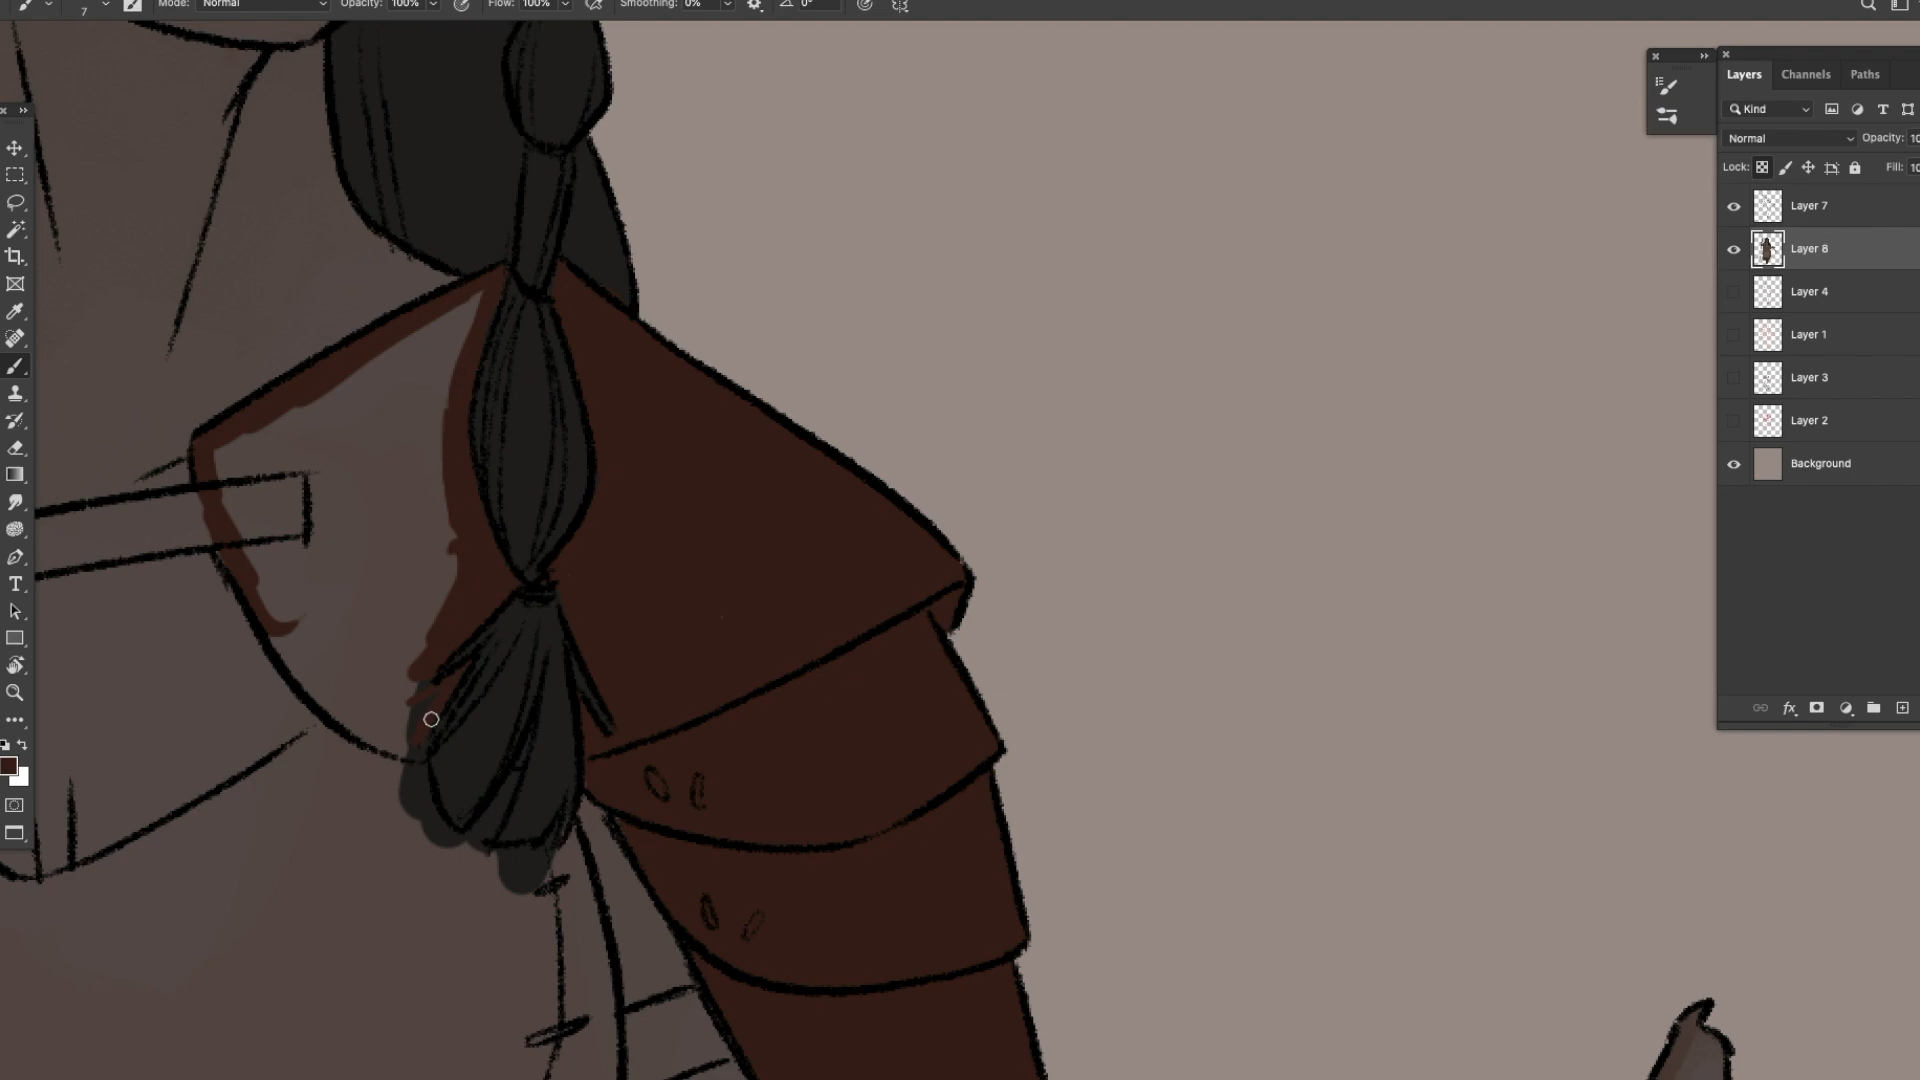 7 Mode: Normal Opacity: 100% Flow: 100% Smoothing: 0% 0°
Layers Channels Paths
Kind
Normal Opacity: 10
Lock: Fill: 10
Layer 7
Layer 8
Layer 4
Layer 1
Layer 3
Layer 2
Background
fx